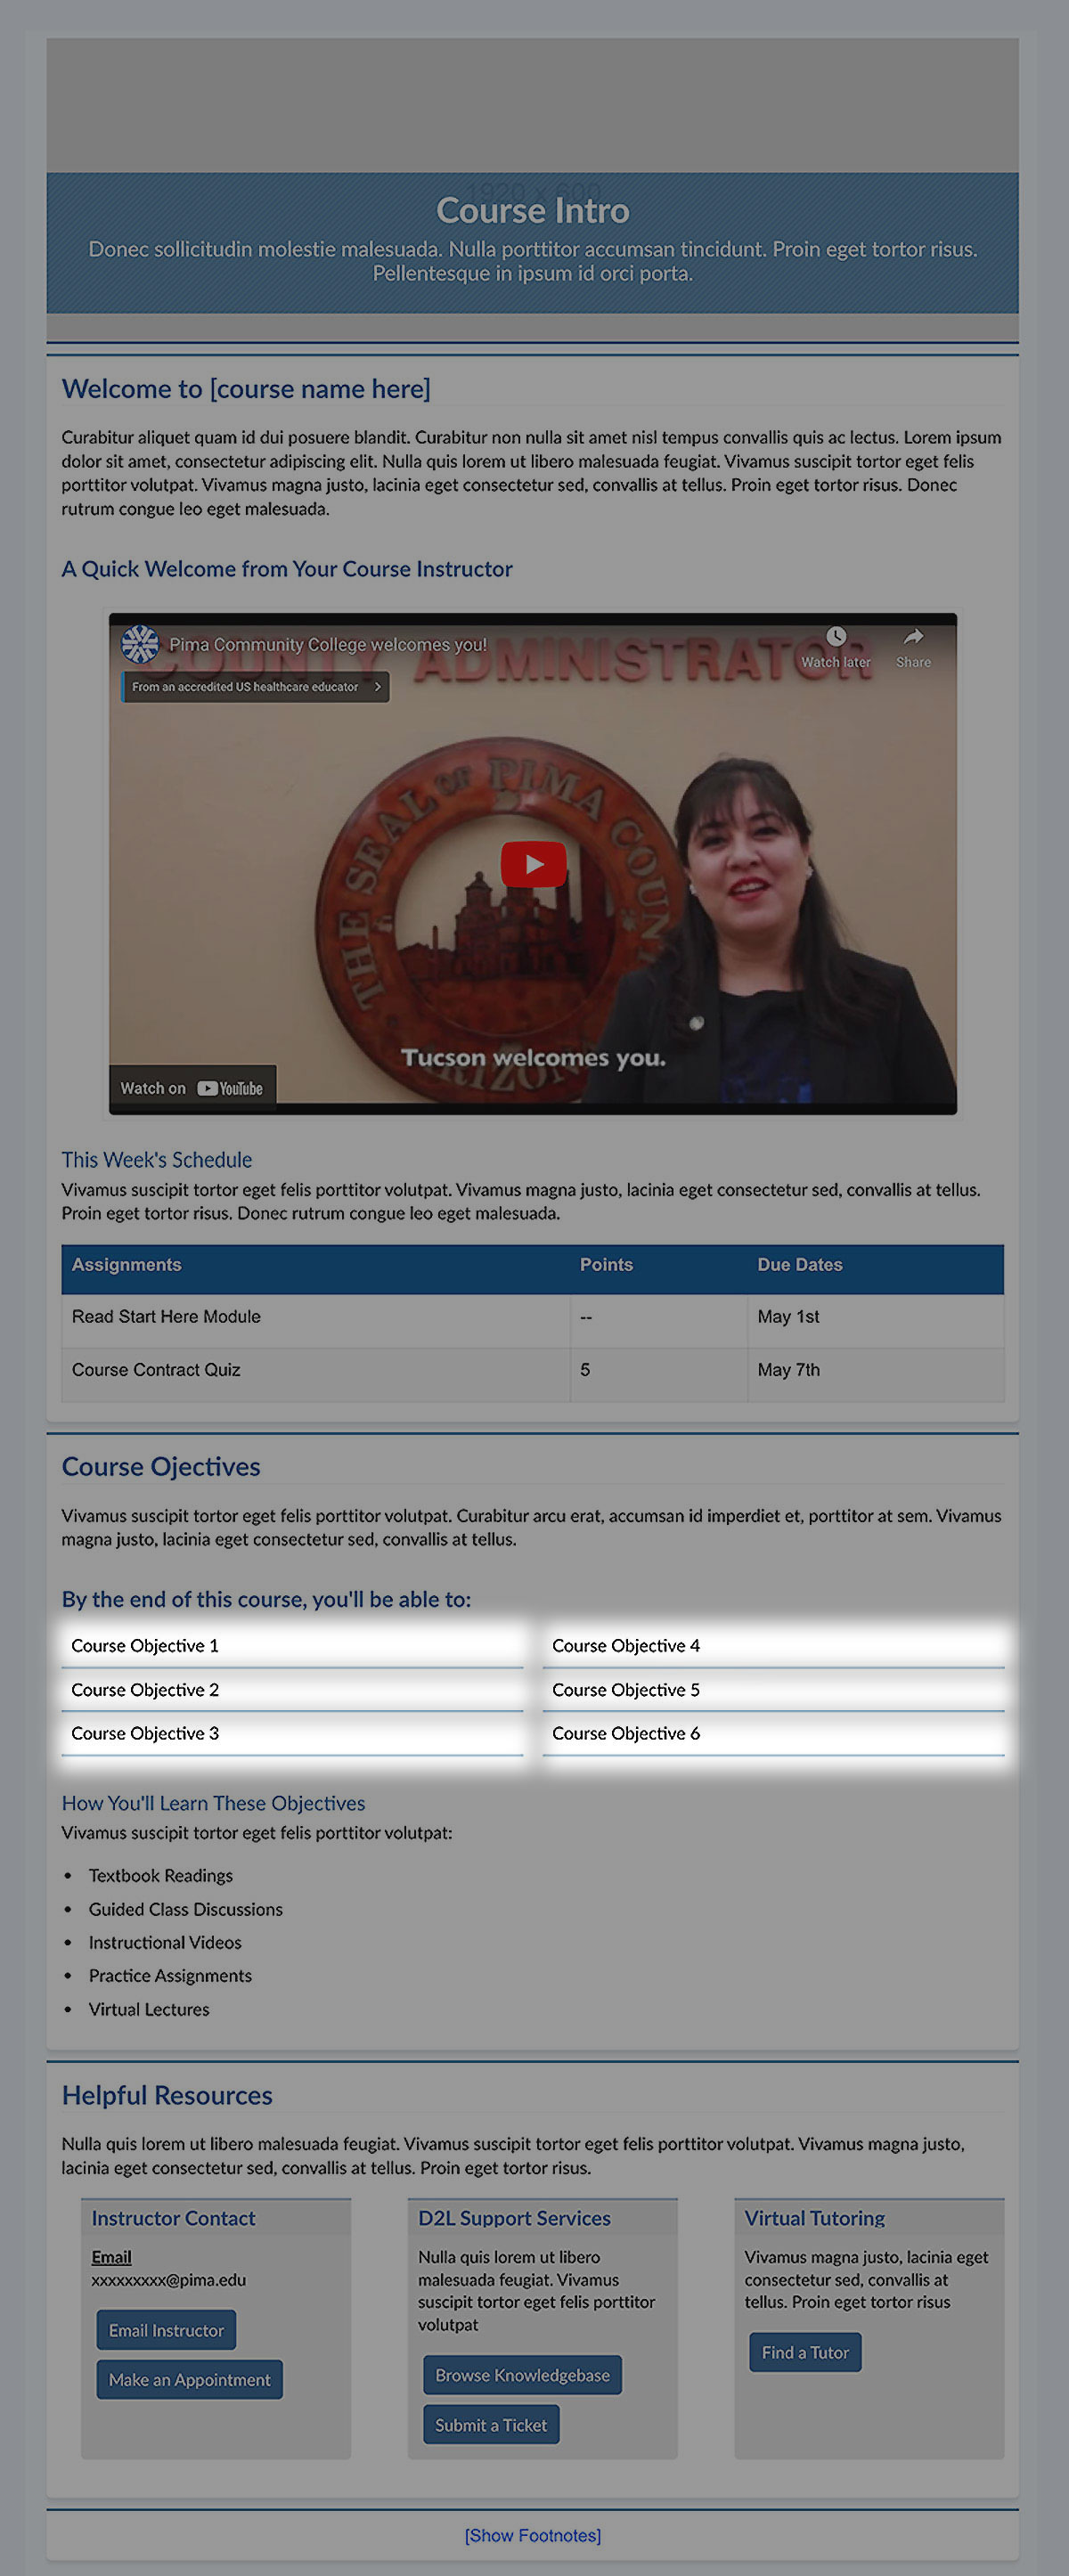 1920 x 600
Course Intro
Donec sollicitudin molestie malesuada. Nulla porttitor accumsan tincidunt. Proin eget tortor risus.
Pellentesque in ipsum id orci porta.
Welcome to [course name here]
Curabitur aliquet quam id dui posuere blandit. Curabitur non nulla sit amet nisl tempus convallis quis ac lectus. Lorem ipsum
dolor sit amet, consectetur adipiscing elit. Nulla quis lorem ut libero malesuada feugiat. Vivamus suscipit tortor eget felis
porttitor volutpat. Vivamus magna justo, lacinia eget consectetur sed, convallis at tellus. Proin eget tortor risus. Donec
rutrum congue leo eget malesuada.
A Quick Welcome from Your Course Instructor
COUNTY ADMINISTRATOR
Pima Community College welcomes you!
Watch later
Share
From an accredited US healthcare educator
THE SEAL OF PIMA COUN
Tucson welcomes you.
RIZON
Watch on YouTube
This Week's Schedule
Vivamus suscipit tortor eget felis porttitor volutpat. Vivamus magna justo, lacinia eget consectetur sed, convallis at tellus.
Proin eget tortor risus. Donec rutrum congue leo eget malesuada.
Assignments Points Due Dates
Read Start Here Module -- May 1st
Course Contract Quiz 5 May 7th
Course Ojectives
Vivamus suscipit tortor eget felis porttitor volutpat. Curabitur arcu erat, accumsan id imperdiet et, porttitor at sem. Vivamus
magna justo, lacinia eget consectetur sed, convallis at tellus.
By the end of this course, you'll be able to:
Course Objective 1
Course Objective 2
Course Objective 3
Course Objective 4
Course Objective 5
Course Objective 6
How You'll Learn These Objectives
Vivamus suscipit tortor eget felis porttitor volutpat:
• Textbook Readings
• Guided Class Discussions
• Instructional Videos
• Practice Assignments
• Virtual Lectures
Helpful Resources
Nulla quis lorem ut libero malesuada feugiat. Vivamus suscipit tortor eget felis porttitor volutpat. Vivamus magna justo,
lacinia eget consectetur sed, convallis at tellus. Proin eget tortor risus.
Instructor Contact
Email
xxxxxxxxx@pima.edu
Email Instructor
Make an Appointment
D2L Support Services
Nulla quis lorem ut libero
malesuada feugiat. Vivamus
suscipit tortor eget felis porttitor
volutpat
Browse Knowledgebase
Submit a Ticket
Virtual Tutoring
Vivamus magna justo, lacinia eget
consectetur sed, convallis at
tellus. Proin eget tortor risus
Find a Tutor
[Show Footnotes]